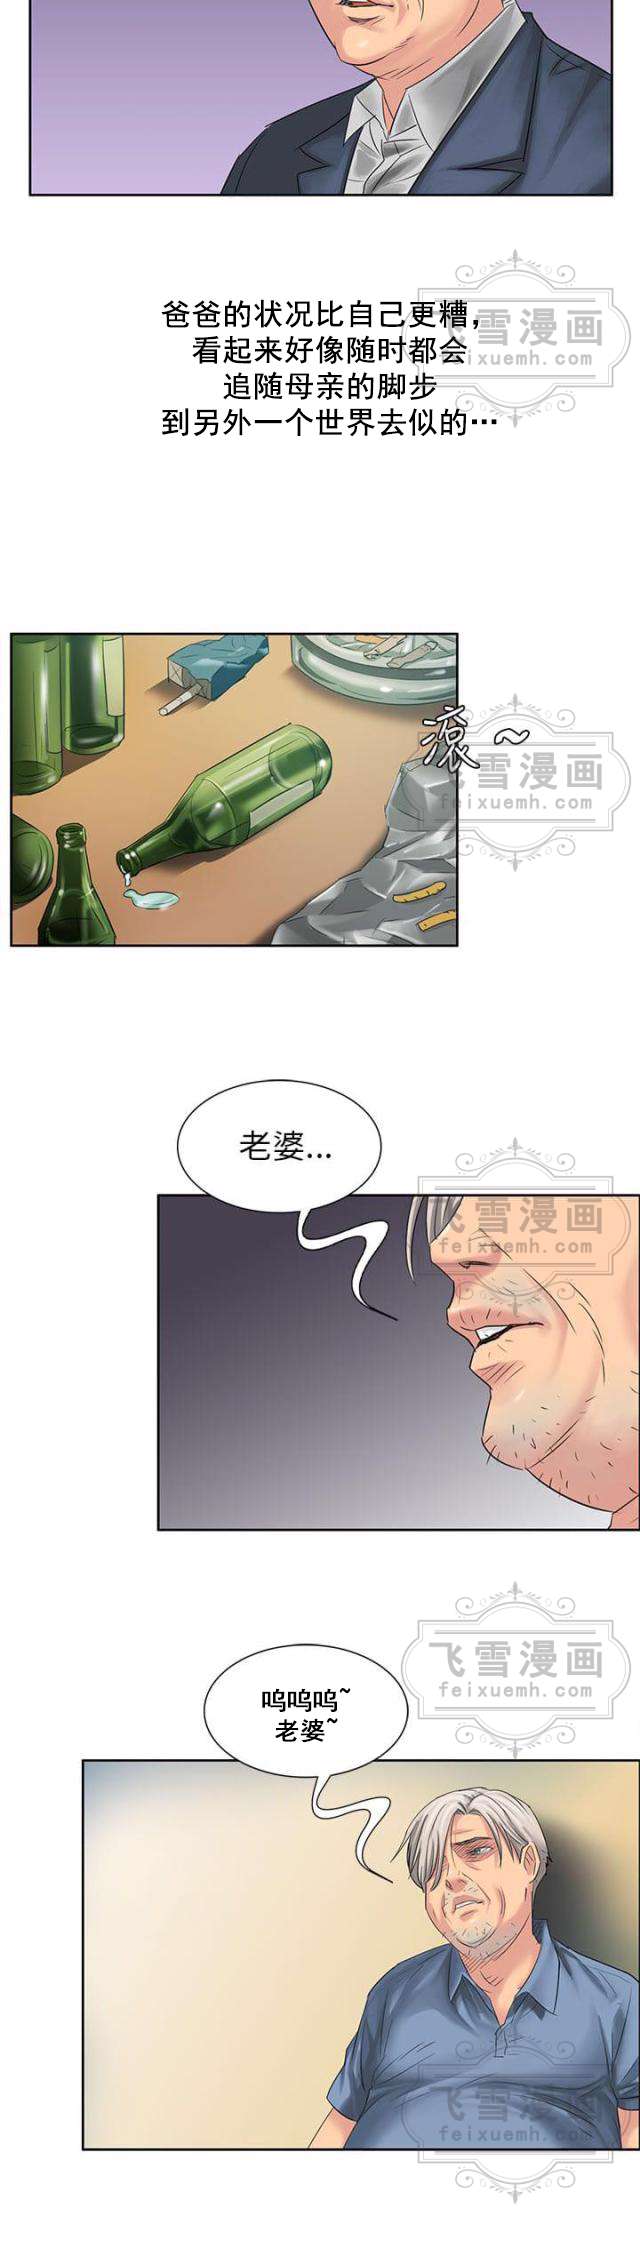 飞雪漫画
feixuemh.com
爸爸的状况比自己更糟，
看起来好像随时都会
追随母亲的脚步
到另外一个世界去似的…
滚~
飞雪漫画
feixuemh.com
老婆...
飞雪漫画
feixuemh.com
呜呜呜~
老婆~
飞雪漫画
feixuemh.com
飞雪漫画
feixuemh.com